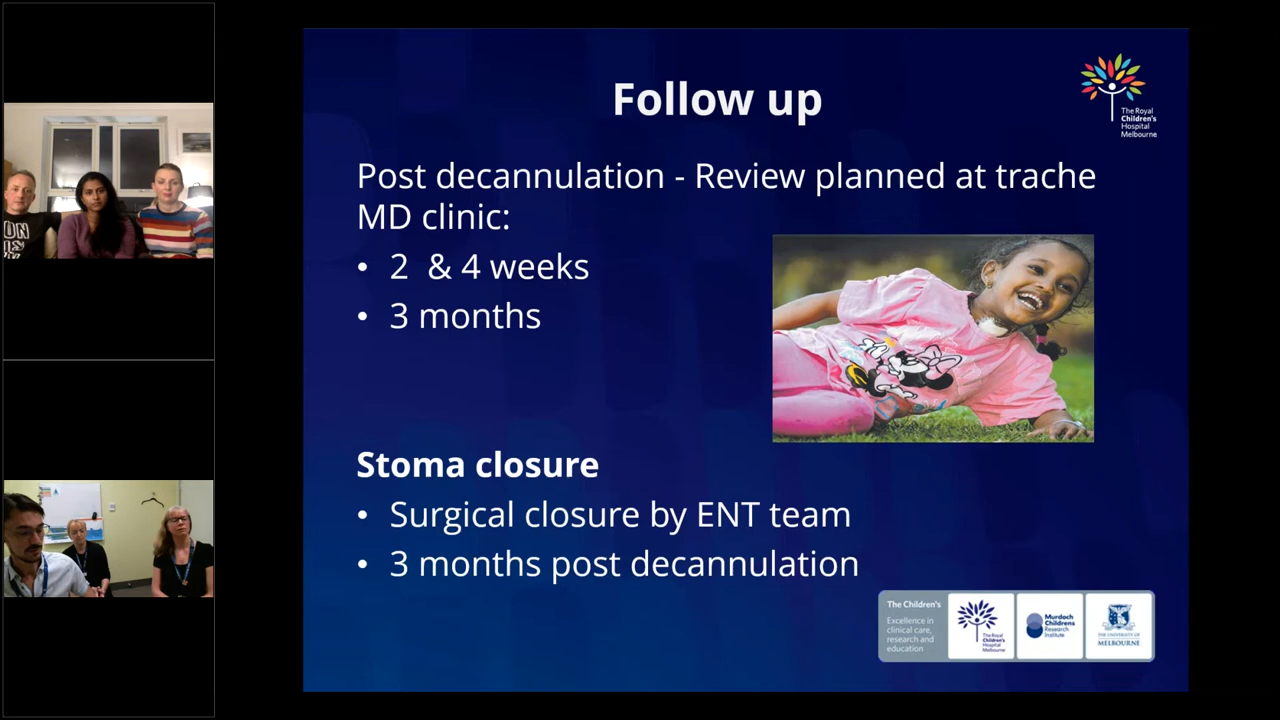 Follow up
The Royal
Children's
Hospital
Melbourne
Post decannulation - Review planned at trache
MD clinic:
• 2 & 4 weeks
• 3 months
Stoma closure
• Surgical closure by ENT team
• 3 months post decannulation
The Children's
Excellence in
clinical care,
research and
education
The Royal
Children's
Hospital
Melbourne
Murdoch
Childrens
Research
Institute
THE UNIVERSITY OF
MELBOURNE